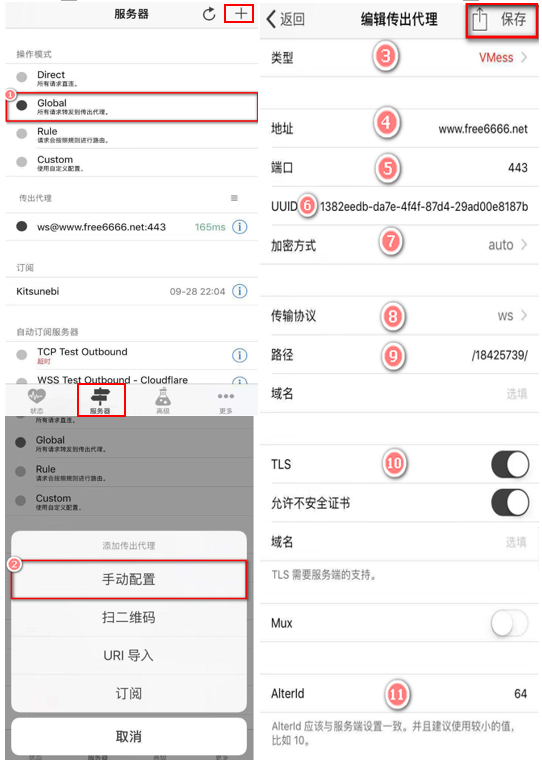 服务器
操作模式
Direct
所有请求直连。
①
Global
所有请求转发到传出代理。
Rule
请求会按照规则进行路由。
Custom
使用自定义配置。
传出代理
ws@www.free6666.net:443 165ms
订阅
Kitsunebi 09-28 22:04
自动订阅服务器
TCP Test Outbound
超时
WSS Test Outbound - Cloudflare
状态 服务器 高级 更多
所有请求直连。
Global
所有请求转发到传出代理。
Rule
请求会按照规则进行路由。
Custom
使用自定义配置。
添加传出代理
②
手动配置
扫二维码
URI 导入
订阅
取消
状态 服务器 高级 更多
返回 编辑传出代理 保存
类型 ③ VMess
地址 ④ www.free6666.net
端口 ⑤ 443
UUID ⑥ 1382eedb-da7e-4f4f-87d4-29ad00e8187b
加密方式 ⑦ auto
传输协议 ⑧ ws
路径 ⑨ /18425739/
域名 选填
TLS ⑩
允许不安全证书
域名 选填
TLS 需要服务端的支持。
Mux
AlterId ⑪ 64
AlterId 应该与服务端设置一致。并且建议使用较小的值，
比如 10。